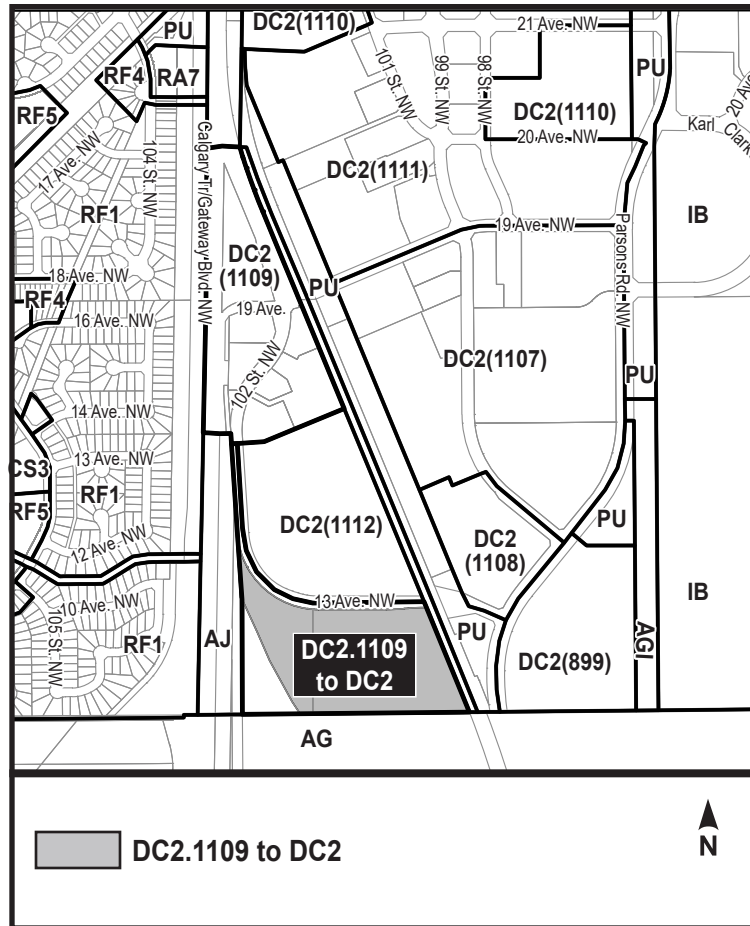 DC2(1110)
21 Ave. NW
PU
RF4
RA7
101 St. NW
99 St. NW
98 St. NW
PU
20 Ave
RF5
DC2(1110)
Karl Clark
20 Ave. NW
17 Ave. NW
104 St. NW
Calgary Tr/Gateway Blvd. NW
DC2(1111)
RF1
IB
19 Ave. NW
Parsons Rd. NW
DC2
(1109)
18 Ave. NW
PU
RF4
19 Ave.
16 Ave. NW
102 St. NW
DC2(1107)
PU
14 Ave. NW
13 Ave. NW
CS3
RF1
RF5
DC2(1112)
DC2
(1108)
PU
12 Ave. NW
IB
10 Ave. NW
13 Ave. NW
105 St. NW
RF1
AJ
PU
AGI
DC2.1109
to DC2
DC2(899)
AG
DC2.1109 to DC2
N